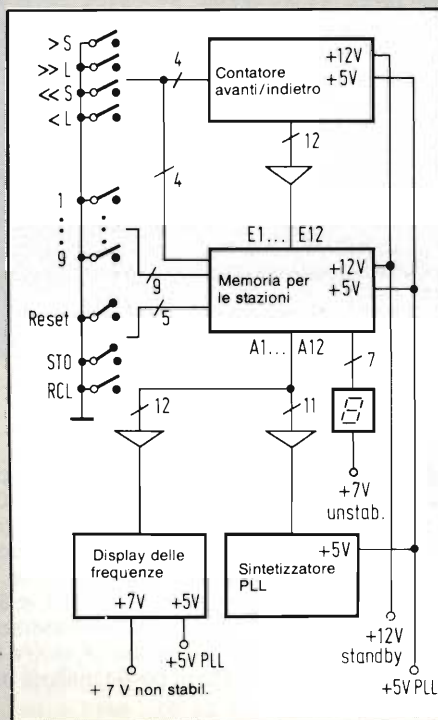 > S
>> L
<< S
< L
1
9
Reset
STO
RCL
4
Contatore
avanti/indietro
+12V
+5V
12
4
E1... E12
9
5
Memoria per
le stazioni
+12V
+5V
A1... A12
7
12
11
+7V
unstab.
Display delle
frequenze
+7V
+5V
Sintetizzatore
PLL
+5V
+5V PLL
+ 7 V non stabil.
+12V
standby
+5V PLL